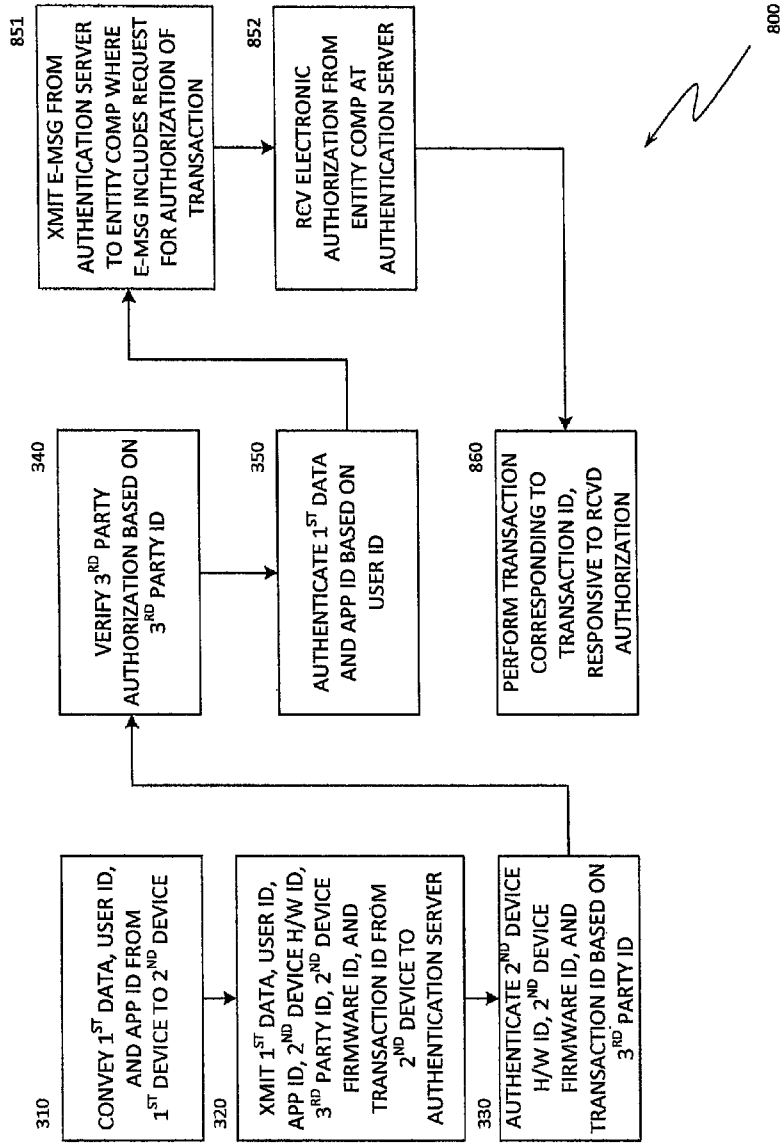 310
CONVEY 1ST DATA, USER ID,
AND APP ID FROM
1ST DEVICE TO 2ND DEVICE
320
XMIT 1ST DATA, USER ID,
APP ID, 2ND DEVICE H/W ID,
3RD PARTY ID, 2ND DEVICE
FIRMWARE ID, AND
TRANSACTION ID FROM
2ND DEVICE TO
AUTHENTICATION SERVER
330
AUTHENTICATE 2ND DEVICE
H/W ID, 2ND DEVICE
FIRMWARE ID, AND
TRANSACTION ID BASED ON
3RD PARTY ID
340
VERIFY 3RD PARTY
AUTHORIZATION BASED ON
3RD PARTY ID
350
AUTHENTICATE 1ST DATA
AND APP ID BASED ON
USER ID
851
XMIT E-MSG FROM
AUTHENTICATION SERVER
TO ENTITY COMP WHERE
E-MSG INCLUDES REQUEST
FOR AUTHORIZATION OF
TRANSACTION
852
RCV ELECTRONIC
AUTHORIZATION FROM
ENTITY COMP AT
AUTHENTICATION SERVER
860
PERFORM TRANSACTION
CORRESPONDING TO
TRANSACTION ID,
RESPONSIVE TO RCVD
AUTHORIZATION
800